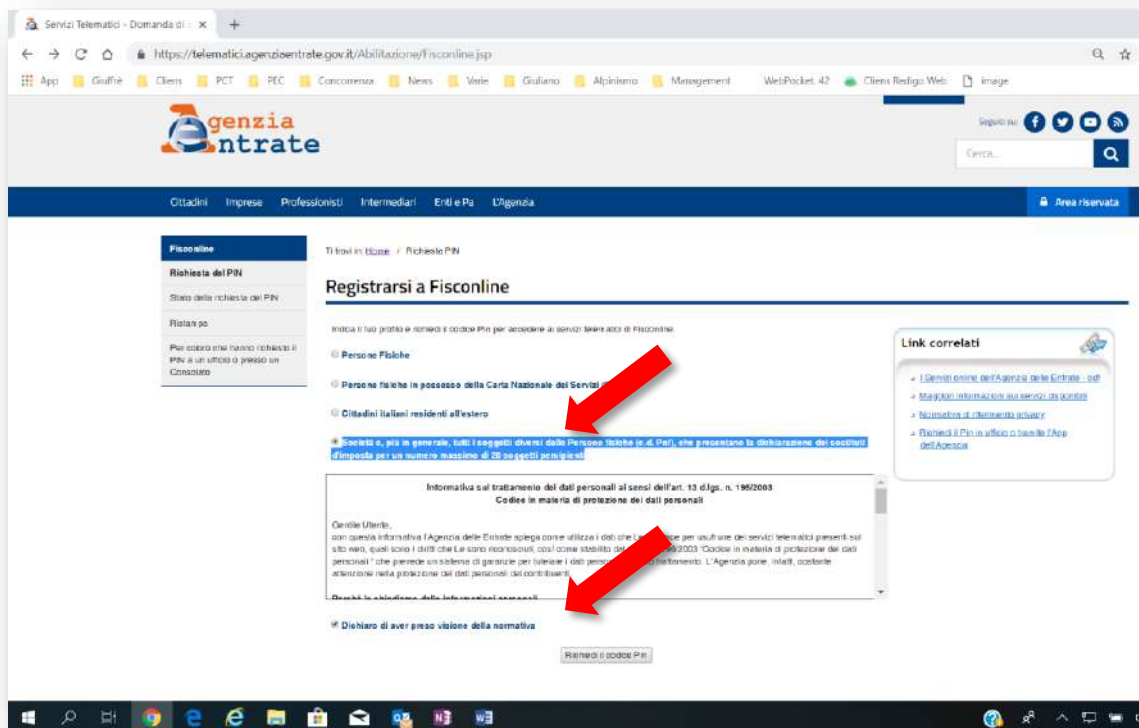 Servizi Telematici - Domanda di
https://telematici.agenziaentrate.gov.it/Abilitazione/Fisconline.jsp
App Giuffrè Cliens PCT PEC Concorrenza News Varie Giuliano Alpinismo Management WebPocket 42 Cliens Redigo Web image
Agenzia
Entrate
Seguici su:
Cerca...
Cittadini Imprese Professionisti Intermediari Enti e Pa L'Agenzia Area riservata
Fisconline
Richiesta del PIN
Stato della richiesta del PIN
Ristampa
Per coloro che hanno richiesto il
PIN a un ufficio o presso un
Consolato
Ti trovi in: Home / Richiesta PIN
Registrarsi a Fisconline
Indica il tuo profilo e richiedi il codice Pin per accedere ai servizi telematici di Fisconline
Persone Fisiche
Persone fisiche in possesso della Carta Nazionale dei Servizi
Cittadini italiani residenti all'estero
Società o, più in generale, tutti i soggetti diversi dalle Persone fisiche (c.d. Pnf), che presentano la dichiarazione dei sostituti
d'imposta per un numero massimo di 20 soggetti percipienti
Informativa sul trattamento dei dati personali ai sensi dell'art. 13 d.lgs. n. 196/2003
Codice in materia di protezione dei dati personali
Gentile Utente,
con questa informativa l'Agenzia delle Entrate spiega come utilizza i dati che Le per usufruire dei servizi telematici presenti sul
sito web, quali sono i diritti che Le sono riconosciuti, così come stabilito dal 196/2003 "Codice in materia di protezione dei dati
personali" che prevede un sistema di garanzie per tutelare i dati trattamento. L'Agenzia pone, infatti, costante
attenzione nella protezione dei dati personali dei contribuenti.
Perché le chiediamo delle informazioni personali
Dichiaro di aver preso visione della normativa
Richiedi il codice Pin
Link correlati
I Servizi online dell'Agenzia delle Entrate - pdf
Maggiori informazioni sui servizi disponibili
Normativa di riferimento privacy
Richiedi il Pin in ufficio o tramite l'App
dell'Agenzia